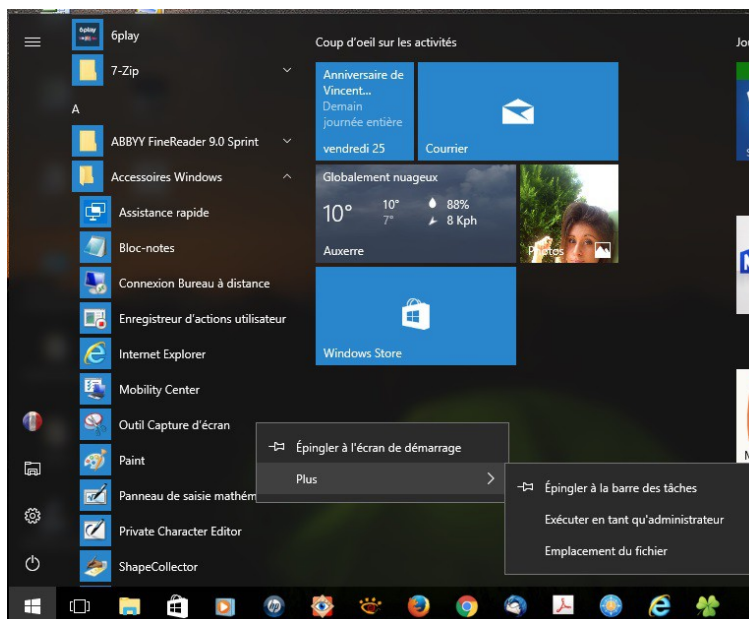 6play
6play
7-Zip
A
ABBYY FineReader 9.0 Sprint
Accessoires Windows
Assistance rapide
Bloc-notes
Connexion Bureau à distance
Enregistreur d'actions utilisateur
Internet Explorer
Mobility Center
Outil Capture d'écran
Paint
Panneau de saisie mathém
Private Character Editor
ShapeCollector
Coup d'oeil sur les activités
Jo
Anniversaire de
Vincent...
Demain
journée entière
vendredi 25
Courrier
Globalement nuageux
10°
10°
7°
88%
8 Kph
Auxerre
Photos
Windows Store
Épingler à l'écran de démarrage
Plus
Épingler à la barre des tâches
Exécuter en tant qu'administrateur
Emplacement du fichier